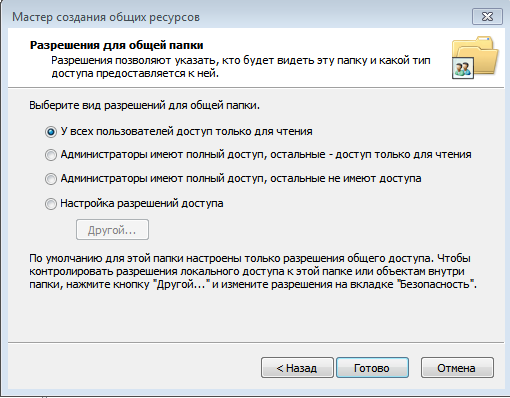 Мастер создания общих ресурсов
Разрешения для общей папки
Разрешения позволяют указать, кто будет видеть эту папку и какой тип
доступа предоставляется к ней.
Выберите вид разрешений для общей папки.
У всех пользователей доступ только для чтения
Администраторы имеют полный доступ, остальные - доступ только для чтения
Администраторы имеют полный доступ, остальные не имеют доступа
Настройка разрешений доступа
Другой...
По умолчанию для этой папки настроены только разрешения общего доступа. Чтобы
контролировать разрешения локального доступа к этой папке или объектам внутри
папки, нажмите кнопку "Другой..." и измените разрешения на вкладке "Безопасность".
< Назад
Готово
Отмена